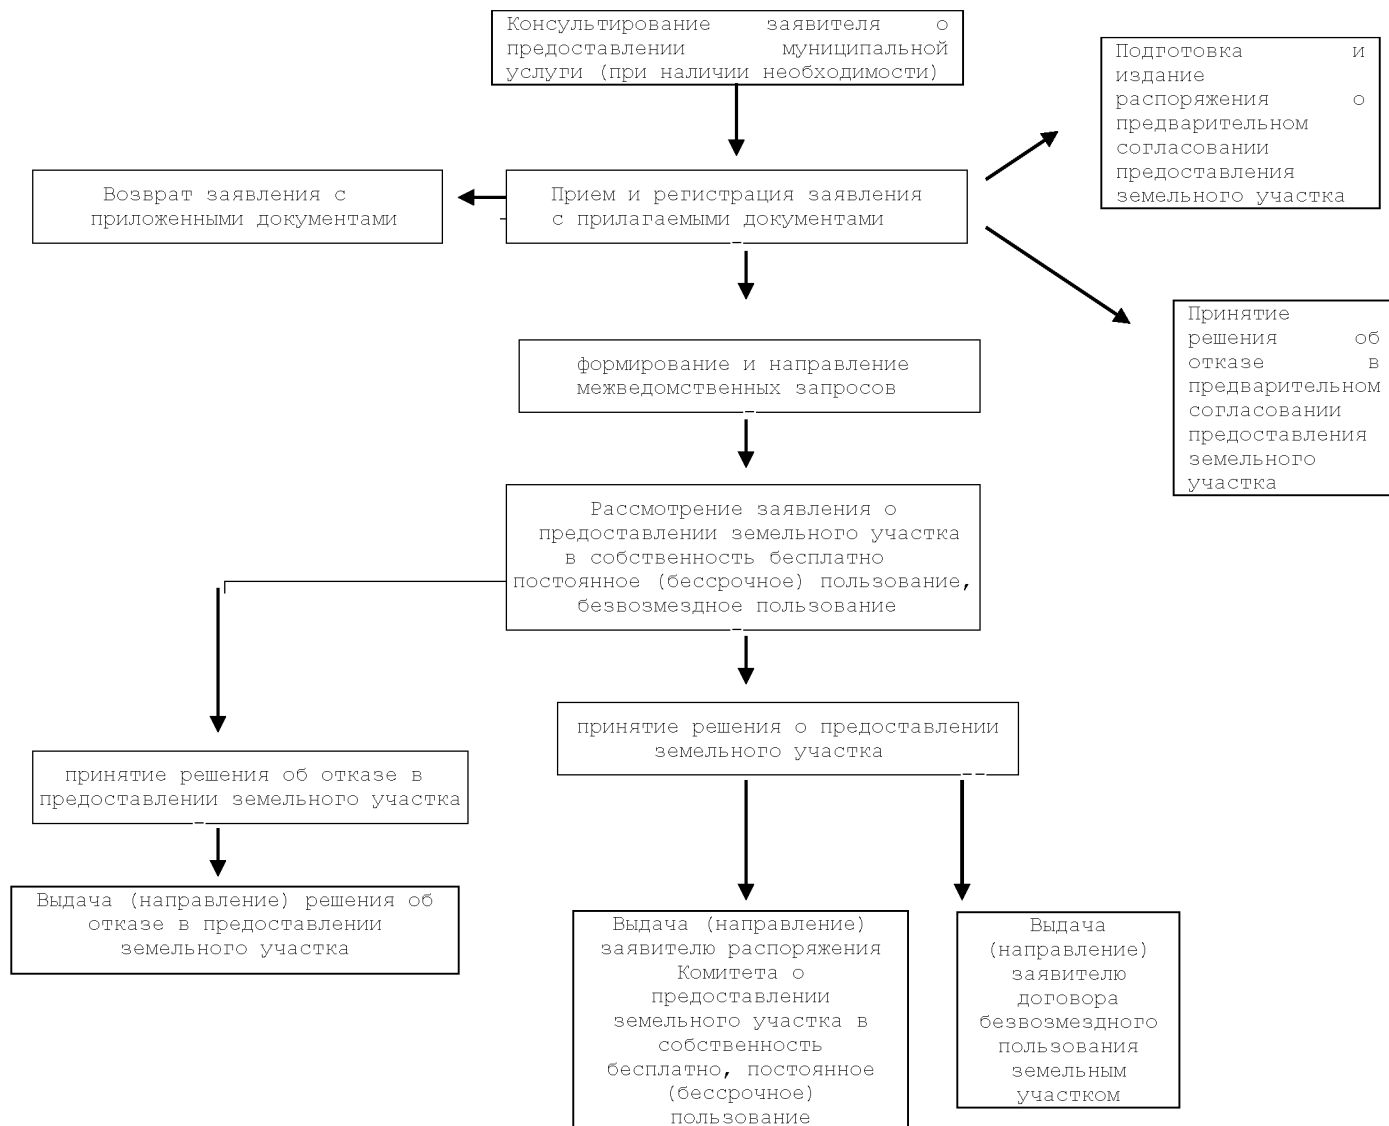 Консультирование заявителя о
предоставлении муниципальной
услуги (при наличии необходимости)
Подготовка и
издание
распоряжения о
предварительном
согласовании
предоставления
земельного участка
Возврат заявления с
приложенными документами
Прием и регистрация заявления
с прилагаемыми документами
Принятие
решения об
отказе в
предварительном
согласовании
предоставления
земельного
участка
формирование и направление
межведомственных запросов
Рассмотрение заявления о
предоставлении земельного участка
в собственность бесплатно
постоянное (бессрочное) пользование,
безвозмездное пользование
принятие решения о предоставлении
земельного участка
принятие решения об отказе в
предоставлении земельного участка
Выдача (направление) решения об
отказе в предоставлении
земельного участка
Выдача (направление)
заявителю распоряжения
Комитета о
предоставлении
земельного участка в
собственность
бесплатно, постоянное
(бессрочное)
пользование
Выдача
(направление)
заявителю
договора
безвозмездного
пользования
земельным
участком